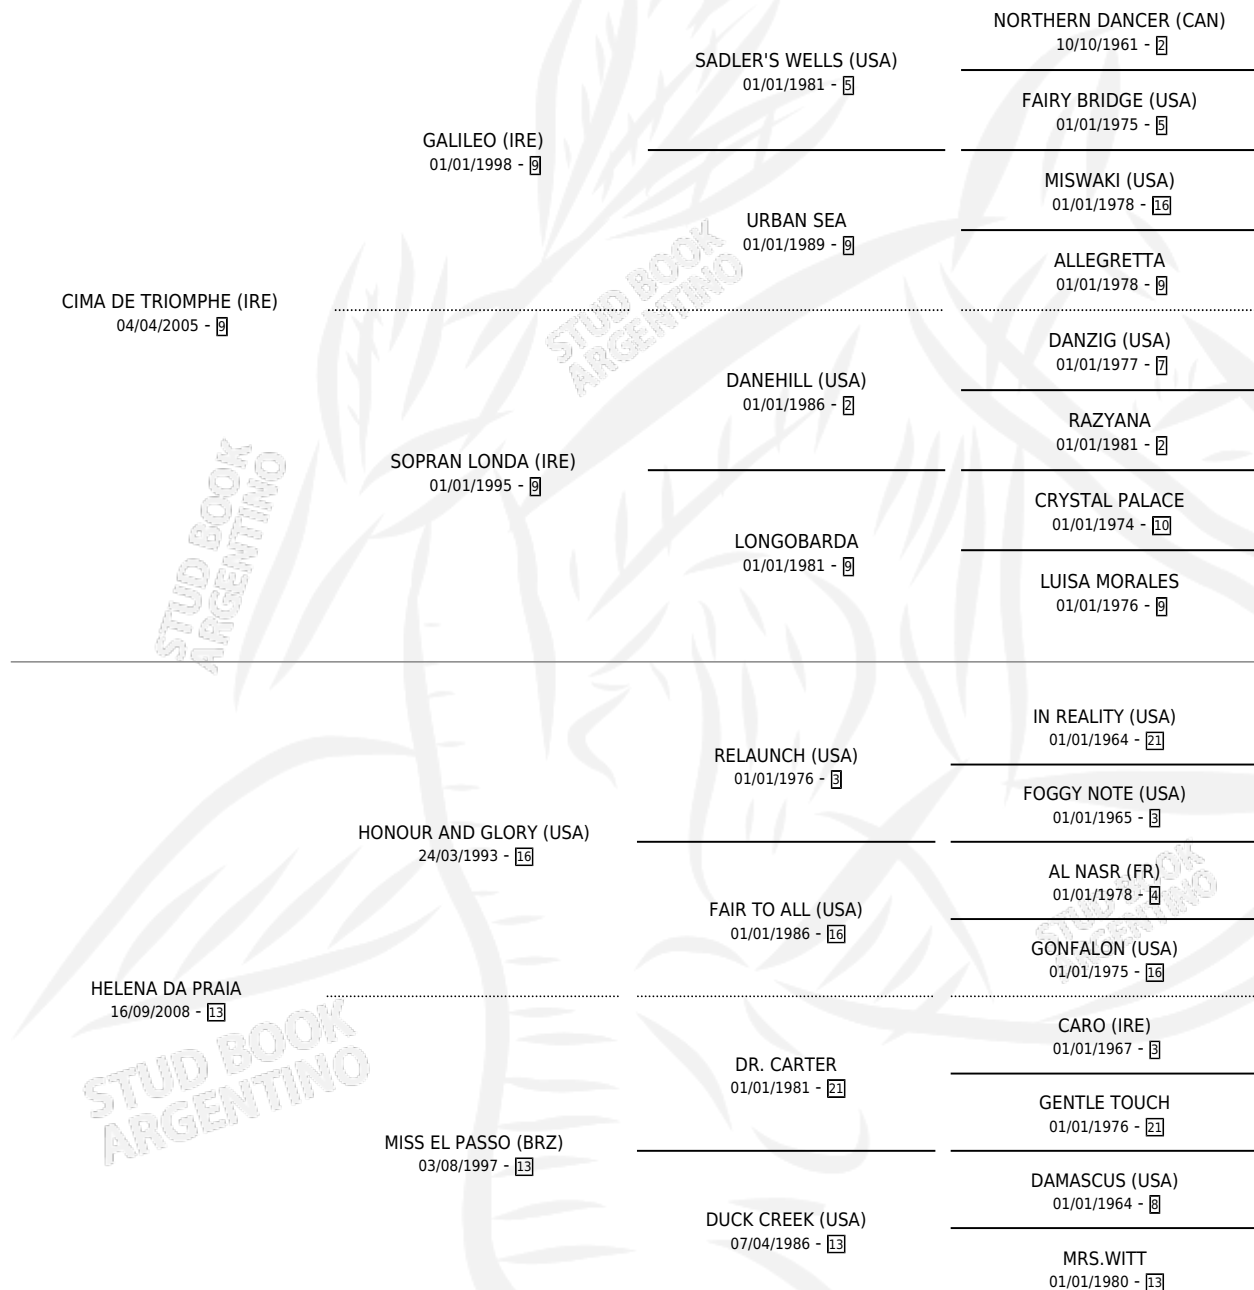 NORTHERN DANCER (CAN)
10/10/1961 - 2
SADLER'S WELLS (USA)
01/01/1981 - 5
FAIRY BRIDGE (USA)
01/01/1975 - 5
GALILEO (IRE)
01/01/1998 - 9
MISWAKI (USA)
01/01/1978 - 16
URBAN SEA
01/01/1989 - 9
ALLEGRETTA
01/01/1978 - 9
CIMA DE TRIOMPHE (IRE)
04/04/2005 - 9
DANZIG (USA)
01/01/1977 - 7
DANEHILL (USA)
01/01/1986 - 2
RAZYANA
01/01/1981 - 2
SOPRAN LONDA (IRE)
01/01/1995 - 9
CRYSTAL PALACE
01/01/1974 - 10
LONGOBARDA
01/01/1981 - 9
LUISA MORALES
01/01/1976 - 9
IN REALITY (USA)
01/01/1964 - 21
RELAUNCH (USA)
01/01/1976 - 3
FOGGY NOTE (USA)
01/01/1965 - 3
HONOUR AND GLORY (USA)
24/03/1993 - 16
AL NASR (FR)
01/01/1978 - 4
FAIR TO ALL (USA)
01/01/1986 - 16
GONFALON (USA)
01/01/1975 - 16
HELENA DA PRAIA
16/09/2008 - 13
CARO (IRE)
01/01/1967 - 3
DR. CARTER
01/01/1981 - 21
GENTLE TOUCH
01/01/1976 - 21
MISS EL PASSO (BRZ)
03/08/1997 - 13
DAMASCUS (USA)
01/01/1964 - 8
DUCK CREEK (USA)
07/04/1986 - 13
MRS.WITT
01/01/1980 - 13
STUD BOOK
ARGENTINO
STUD BOOK
ARGENTINO
STUD BOOK
ARGENTINO
STUD BOOK
ARGENTINO